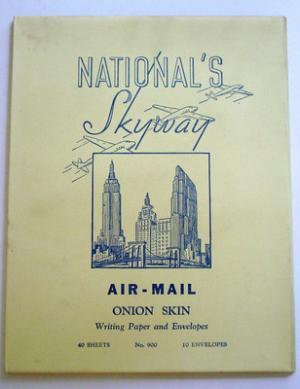 NATIONAL'S
Skyway
AIR-MAIL
ONION SKIN
Writing Paper and Envelopes
40 SHEETS No. 900 10 ENVELOPES